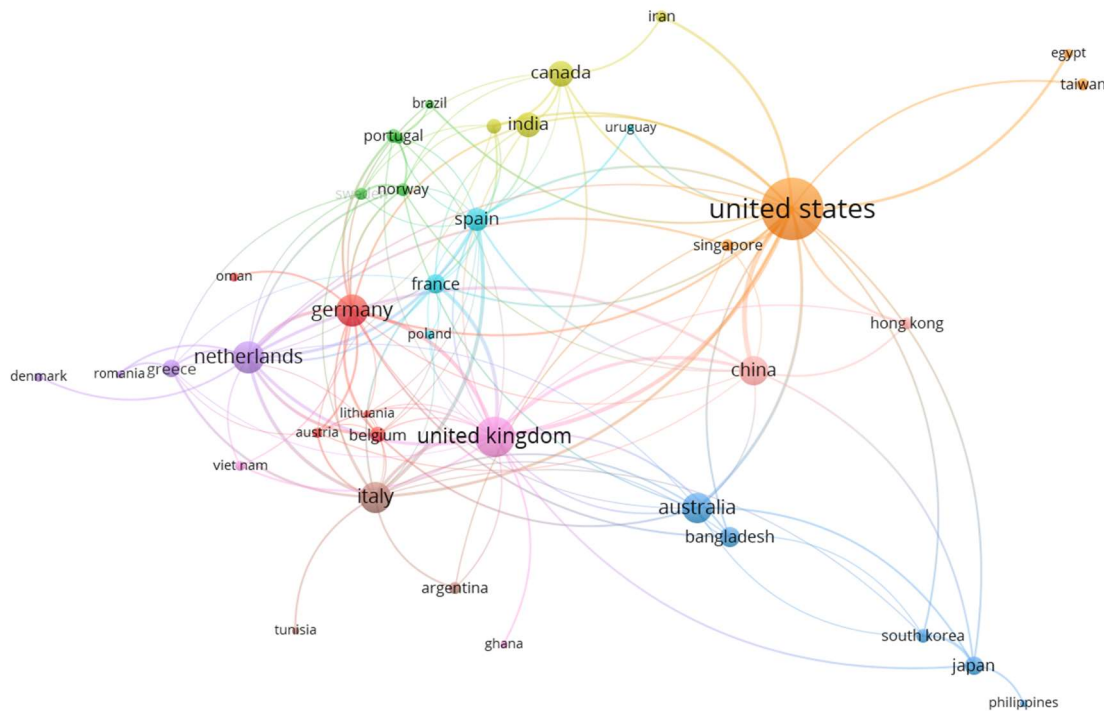 iran
egypt
canada
taiwan
brazil
india
uruguay
portugal
sweden
norway
united states
spain
singapore
oman
france
germany
hong kong
poland
netherlands
greece
china
romania
denmark
lithuania
austria
belgium
united kingdom
viet nam
italy
australia
bangladesh
argentina
tunisia
south korea
ghana
japan
philippines